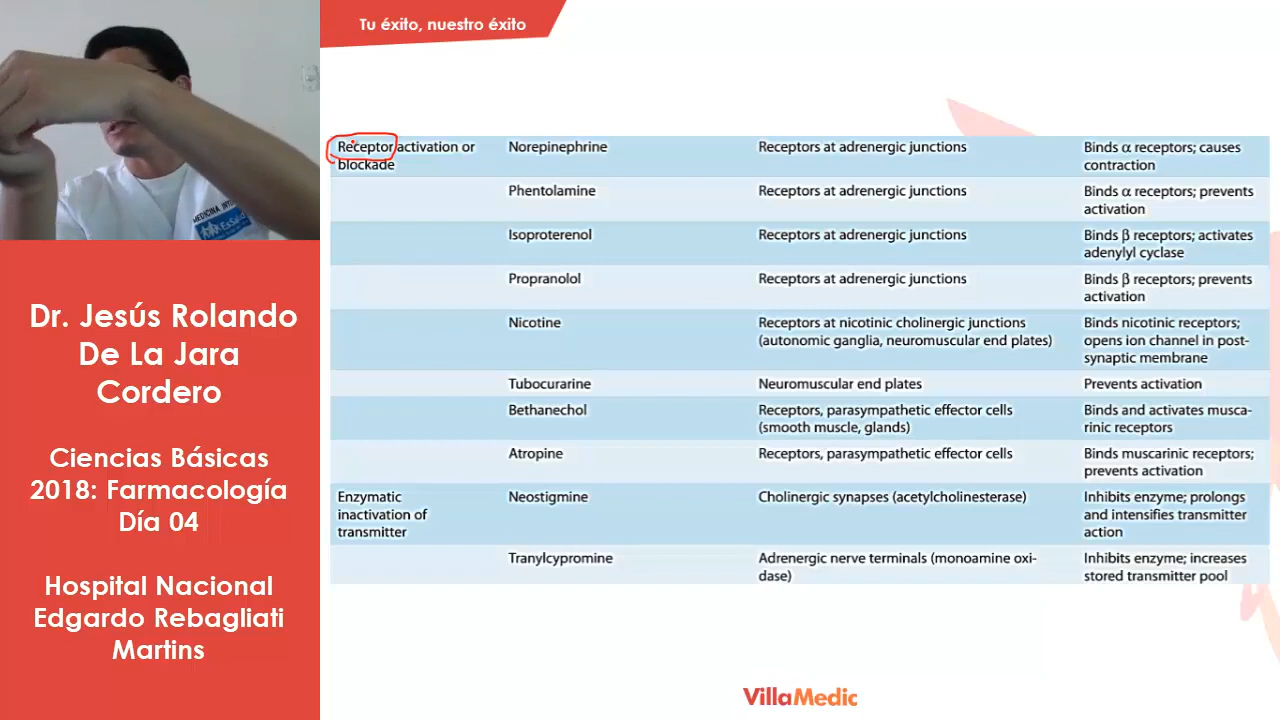 Tu éxito, nuestro éxito
MEDICINA INT
EsSal
Dr. Jesús Rolando
De La Jara
Cordero
Ciencias Básicas
2018: Farmacología
Día 04
Hospital Nacional
Edgardo Rebagliati
Martins
Receptor activation or
blockade
Norepinephrine
Receptors at adrenergic junctions
Binds α receptors; causes
contraction
Phentolamine
Receptors at adrenergic junctions
Binds α receptors; prevents
activation
Isoproterenol
Receptors at adrenergic junctions
Binds β receptors; activates
adenylyl cyclase
Propranolol
Receptors at adrenergic junctions
Binds β receptors; prevents
activation
Nicotine
Receptors at nicotinic cholinergic junctions
(autonomic ganglia, neuromuscular end plates)
Binds nicotinic receptors;
opens ion channel in post-
synaptic membrane
Tubocurarine
Neuromuscular end plates
Prevents activation
Bethanechol
Receptors, parasympathetic effector cells
(smooth muscle, glands)
Binds and activates musca-
rinic receptors
Atropine
Receptors, parasympathetic effector cells
Binds muscarinic receptors;
prevents activation
Enzymatic
inactivation of
transmitter
Neostigmine
Cholinergic synapses (acetylcholinesterase)
Inhibits enzyme; prolongs
and intensifies transmitter
action
Tranylcypromine
Adrenergic nerve terminals (monoamine oxi-
dase)
Inhibits enzyme; increases
stored transmitter pool
VillaMedic